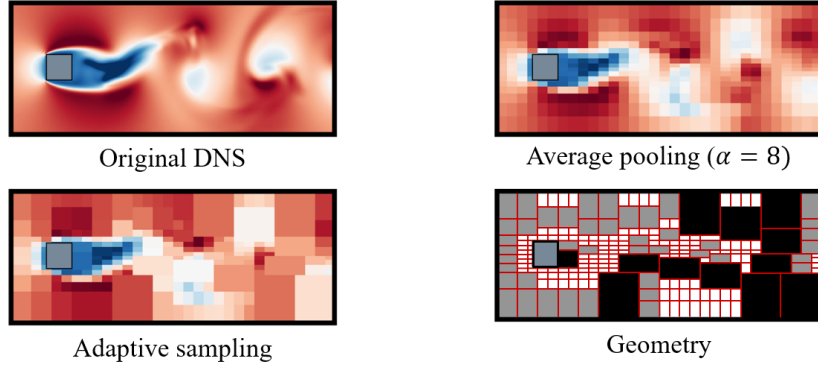 Original DNS
Average pooling (α = 8)
Adaptive sampling
Geometry